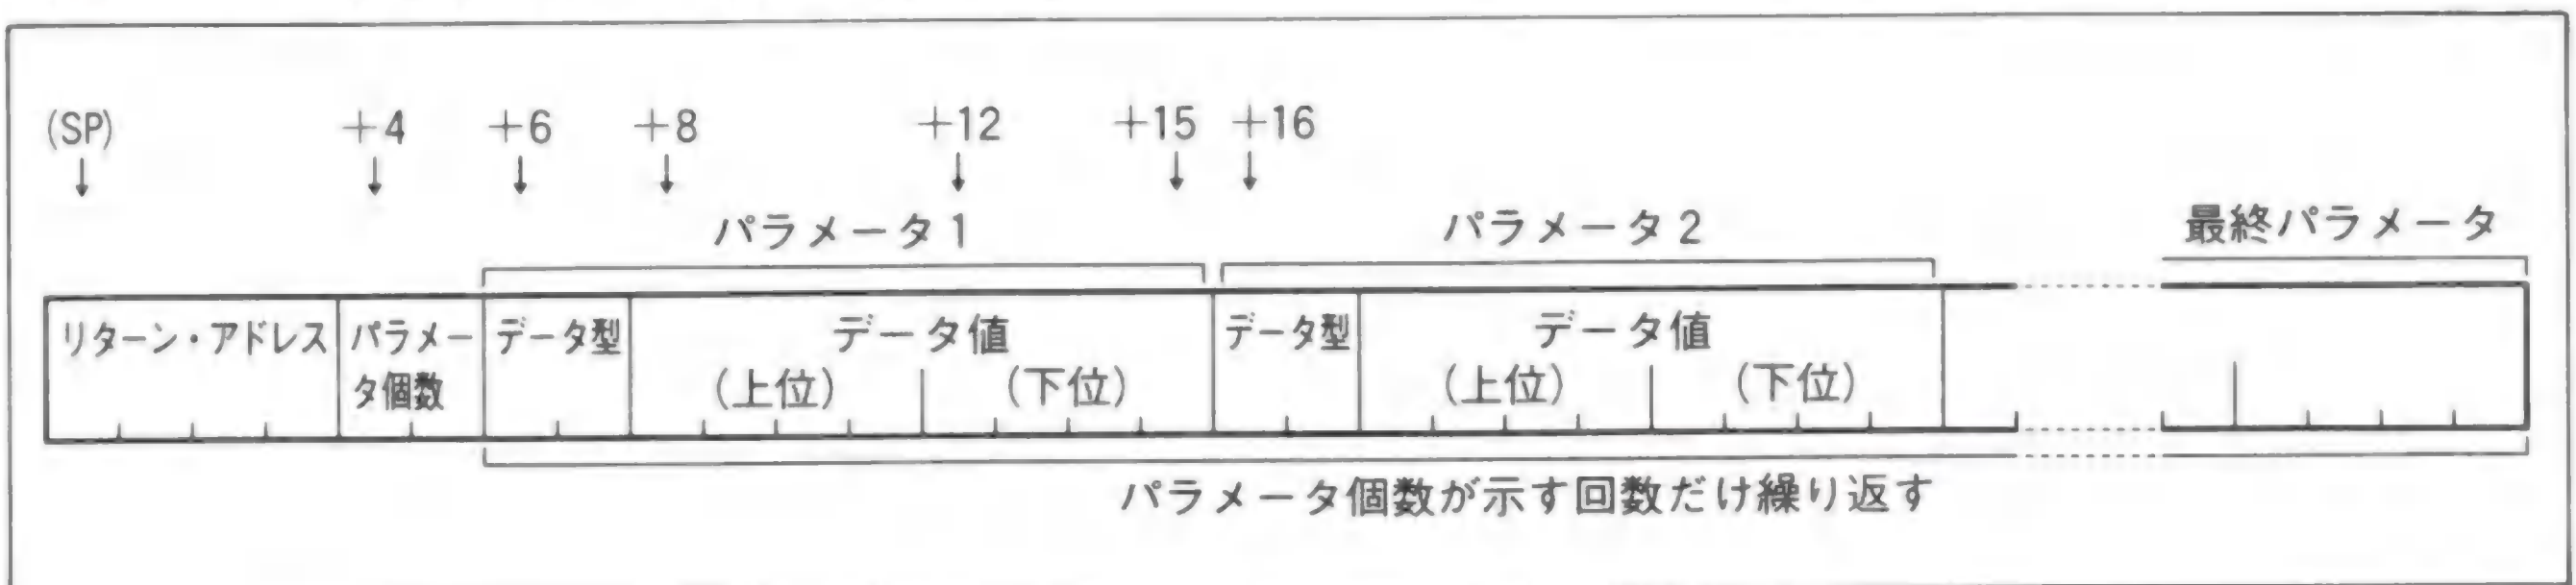 (SP) +4 +6 +8 +12 +15 +16
パラメータ1 パラメータ2 最終パラメータ
リターン・アドレス パラメー データ型 データ値 データ型 データ値
タ個数 (上位) (下位) (上位) (下位)
パラメータ個数が示す回数だけ繰り返す